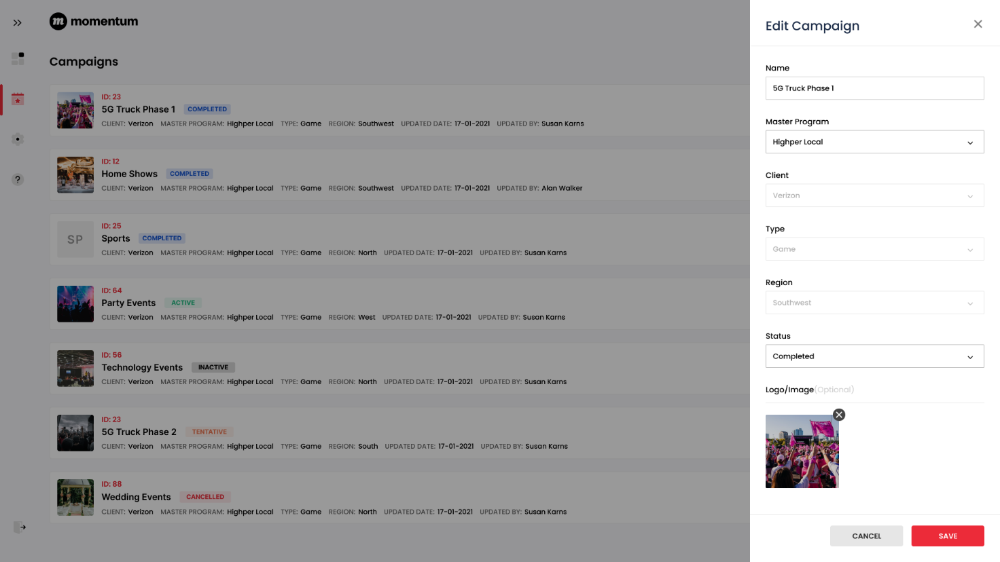 momentum
Campaigns
ID: 23
5G Truck Phase 1 COMPLETED
CLIENT: Verizon MASTER PROGRAM: Highper Local TYPE: Game REGION: Southwest UPDATED DATE: 17-01-2021 UPDATED BY: Susan Karns
ID: 12
Home Shows COMPLETED
CLIENT: Verizon MASTER PROGRAM: Highper Local TYPE: Game REGION: Southwest UPDATED DATE: 17-01-2021 UPDATED BY: Alan Walker
SP
ID: 25
Sports COMPLETED
CLIENT: Verizon MASTER PROGRAM: Highper Local TYPE: Game REGION: North UPDATED DATE: 17-01-2021 UPDATED BY: Susan Karns
ID: 64
Party Events ACTIVE
CLIENT: Verizon MASTER PROGRAM: Highper Local TYPE: Game REGION: West UPDATED DATE: 17-01-2021 UPDATED BY: Susan Karns
ID: 56
Technology Events INACTIVE
CLIENT: Verizon MASTER PROGRAM: Highper Local TYPE: Game REGION: North UPDATED DATE: 17-01-2021 UPDATED BY: Susan Karns
ID: 23
5G Truck Phase 2 TENTATIVE
CLIENT: Verizon MASTER PROGRAM: Highper Local TYPE: Game REGION: South UPDATED DATE: 17-01-2021 UPDATED BY: Susan Karns
ID: 88
Wedding Events CANCELLED
CLIENT: Verizon MASTER PROGRAM: Highper Local TYPE: Game REGION: North UPDATED DATE: 17-01-2021 UPDATED BY: Susan Karns
Edit Campaign
Name
5G Truck Phase 1
Master Program
Highper Local
Client
Verizon
Type
Game
Region
Southwest
Status
Completed
Logo/Image(Optional)
CANCEL SAVE